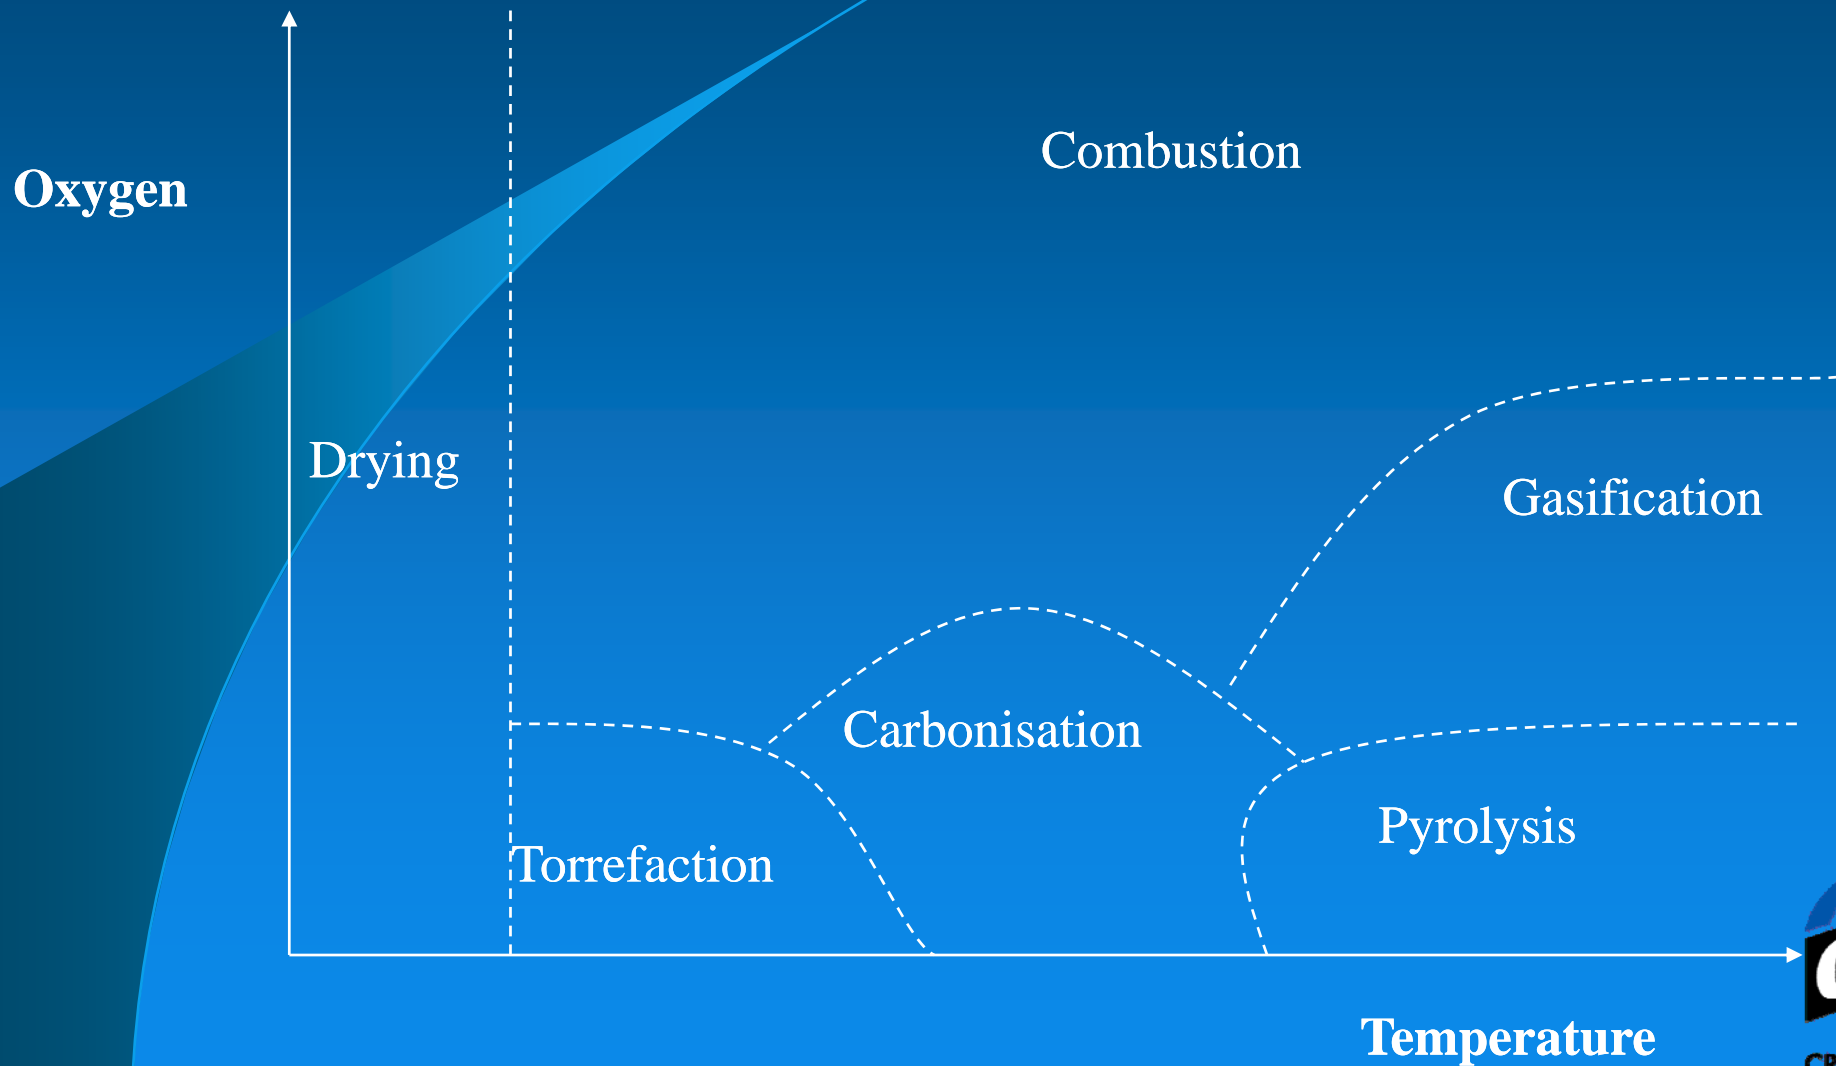 Combustion
Oxygen
Drying
Gasification
Carbonisation
Pyrolysis
Torrefaction
Temperature